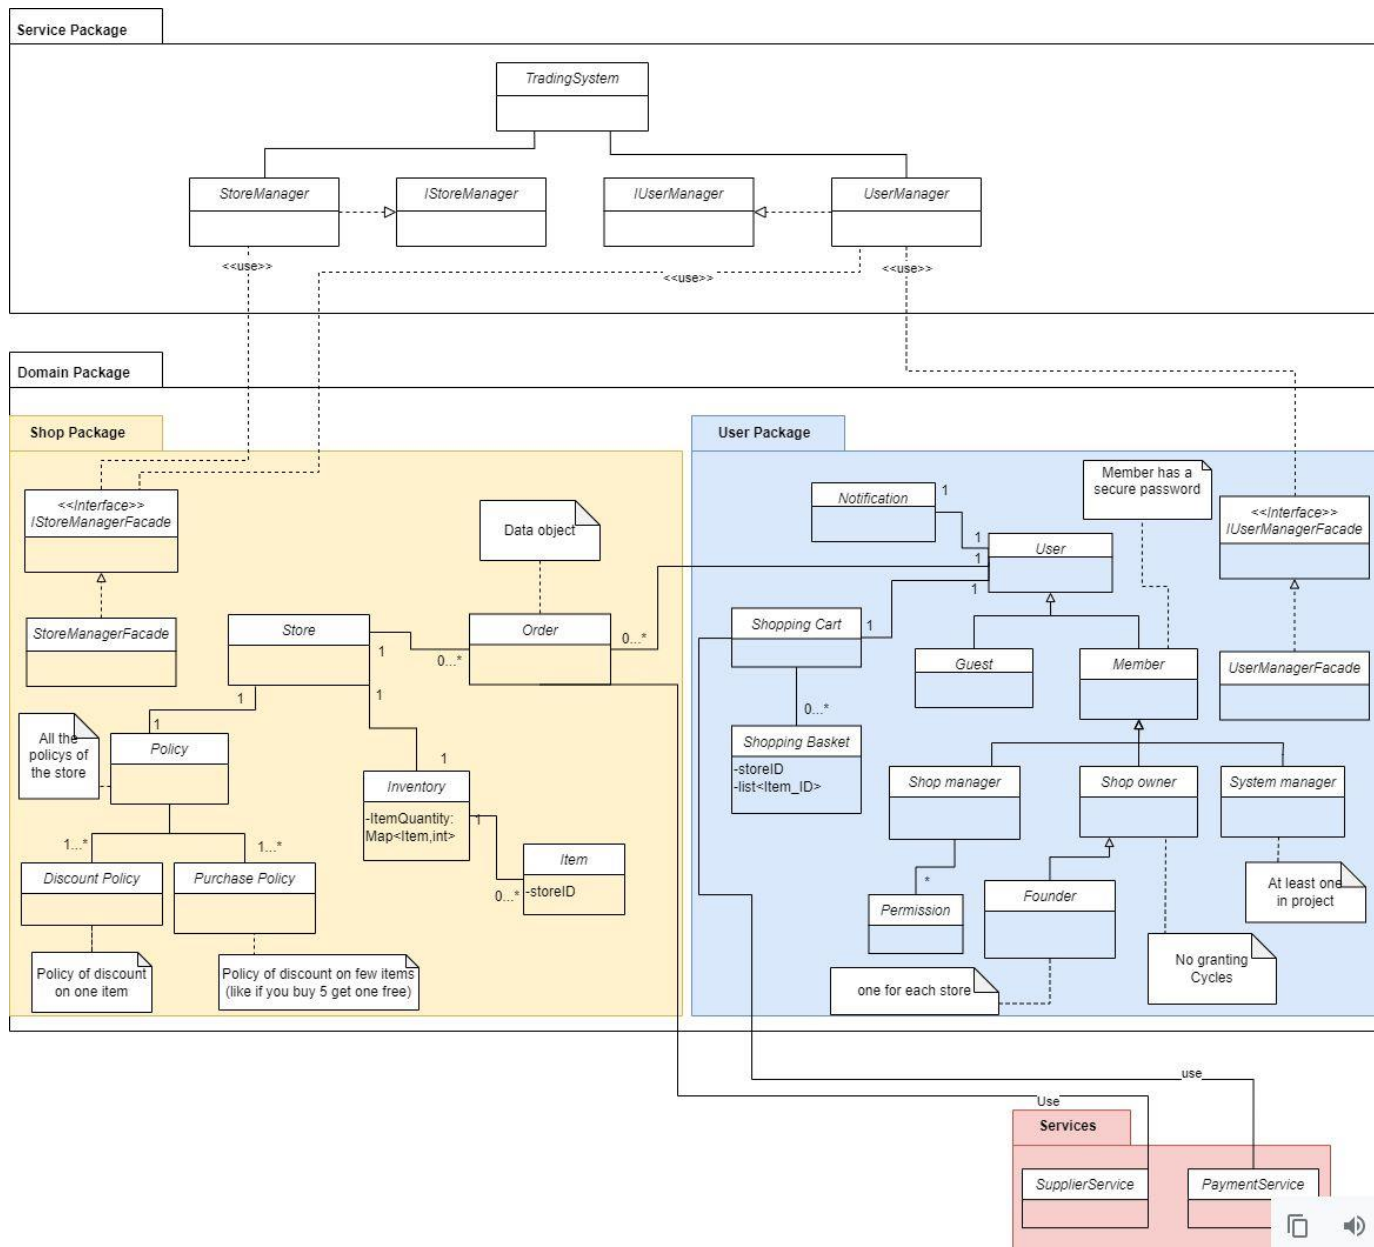 Service Package
TradingSystem
StoreManager
IStoreManager
IUserManager
UserManager
<<use>>
<<use>>
<<use>>
Domain Package
Shop Package
<<Interface>>
IStoreManagerFacade
StoreManagerFacade
Data object
Store
Order
1
0...*
0...*
1
1
1
All the
policys of
the store
Policy
1
Inventory
-ItemQuantity:
Map<Item,int>
1
0...*
Item
-storeID
1...*
1...*
Discount Policy
Purchase Policy
Policy of discount
on one item
Policy of discount on few items
(like if you buy 5 get one free)
User Package
Member has a
secure password
Notification
1
1
1
1
User
<<Interface>>
IUserManagerFacade
UserManagerFacade
Shopping Cart
1
Guest
Member
0...*
Shopping Basket
-storeID
-list<Item_ID>
Shop manager
Shop owner
System manager
*
Permission
Founder
At least one
in project
No granting
Cycles
one for each store
use
Use
Services
SupplierService
PaymentService